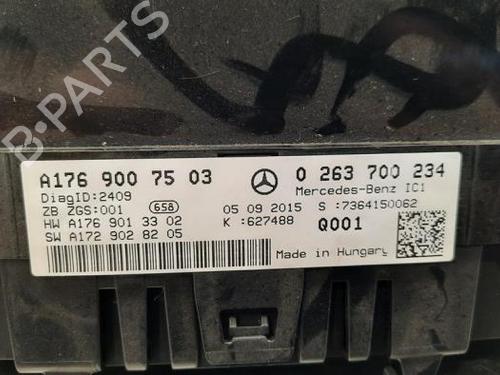 B-PARTS
A176 900 75 03
0 263 700 234
DiagID:2409
Mercedes-Benz IC1
ZB ZGS:001
658
05 09 2015
S :7364150062
HW A176 901 33 02
K :627488
Q001
SW A172 902 82 05
Made in Hungary